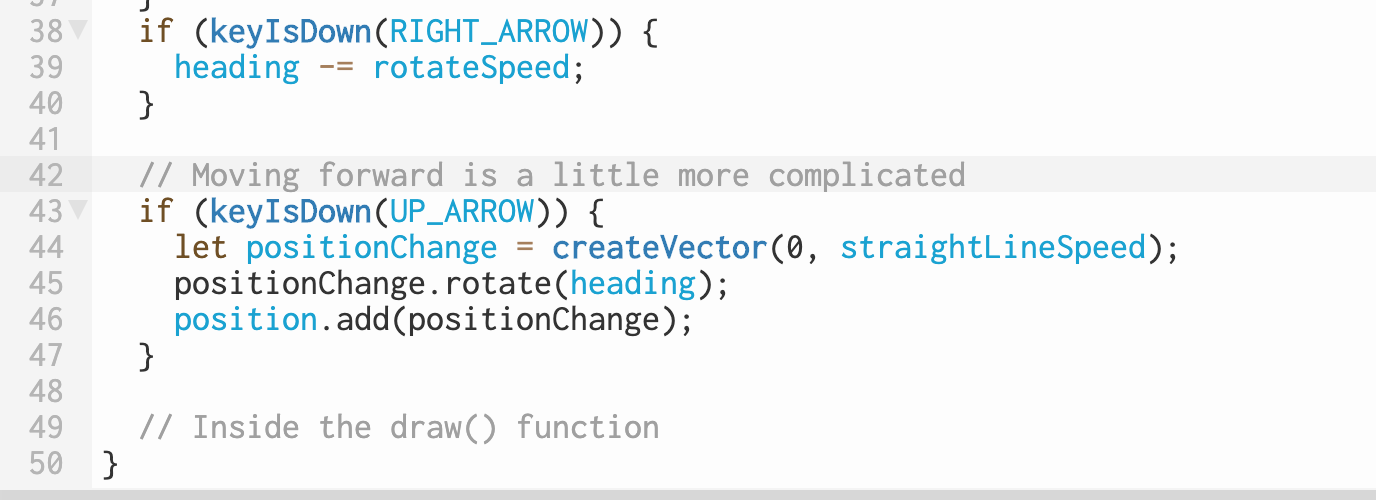 37   }
38   if (keyIsDown(RIGHT_ARROW)) {
39     heading -= rotateSpeed;
40   }
41
42   // Moving forward is a little more complicated
43   if (keyIsDown(UP_ARROW)) {
44     let positionChange = createVector(0, straightLineSpeed);
45     positionChange.rotate(heading);
46     position.add(positionChange);
47   }
48
49   // Inside the draw() function
50 }